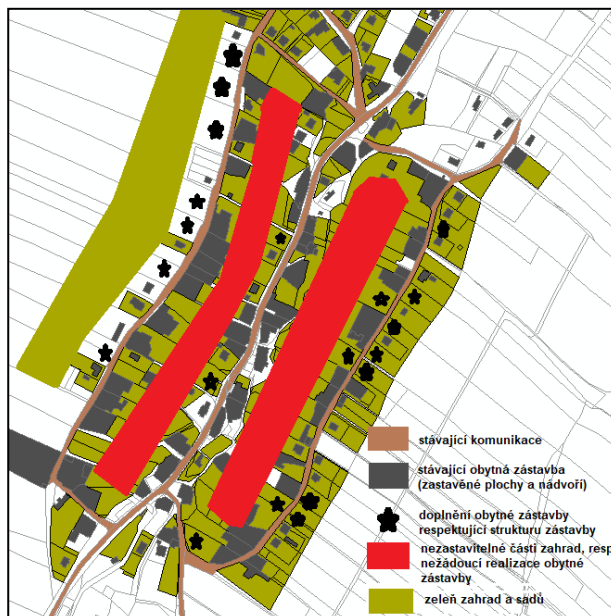 stávající komunikace
stávající obytná zástavba
(zastavěné plochy a nádvoří)
doplnění obytné zástavby
respektující strukturu zástavby
nezastavitelné části zahrad, resp
nežádoucí realizace obytné
zástavby
zeleň zahrad a sadů